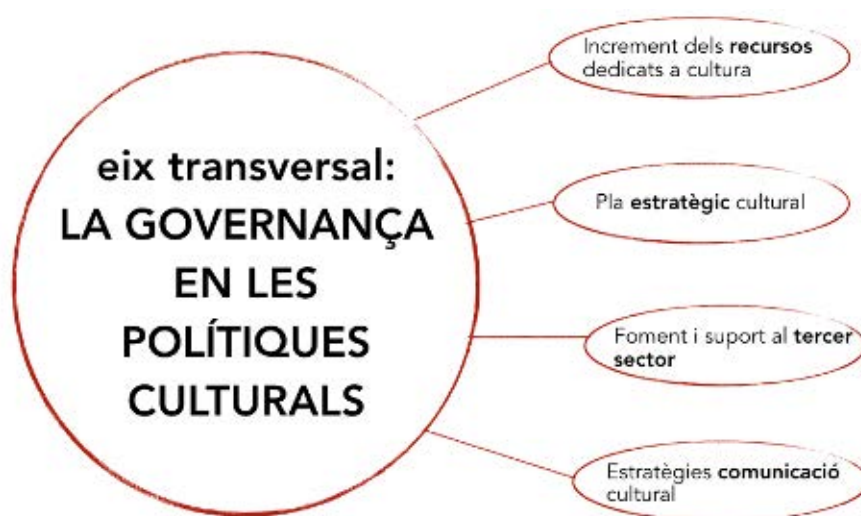 eix transversal:
LA GOVERNANÇA
EN LES
POLÍTIQUES
CULTURALS
Increment dels recursos
dedicats a cultura
Pla estratègic cultural
Foment i suport al tercer
sector
Estratègies comunicació
cultural